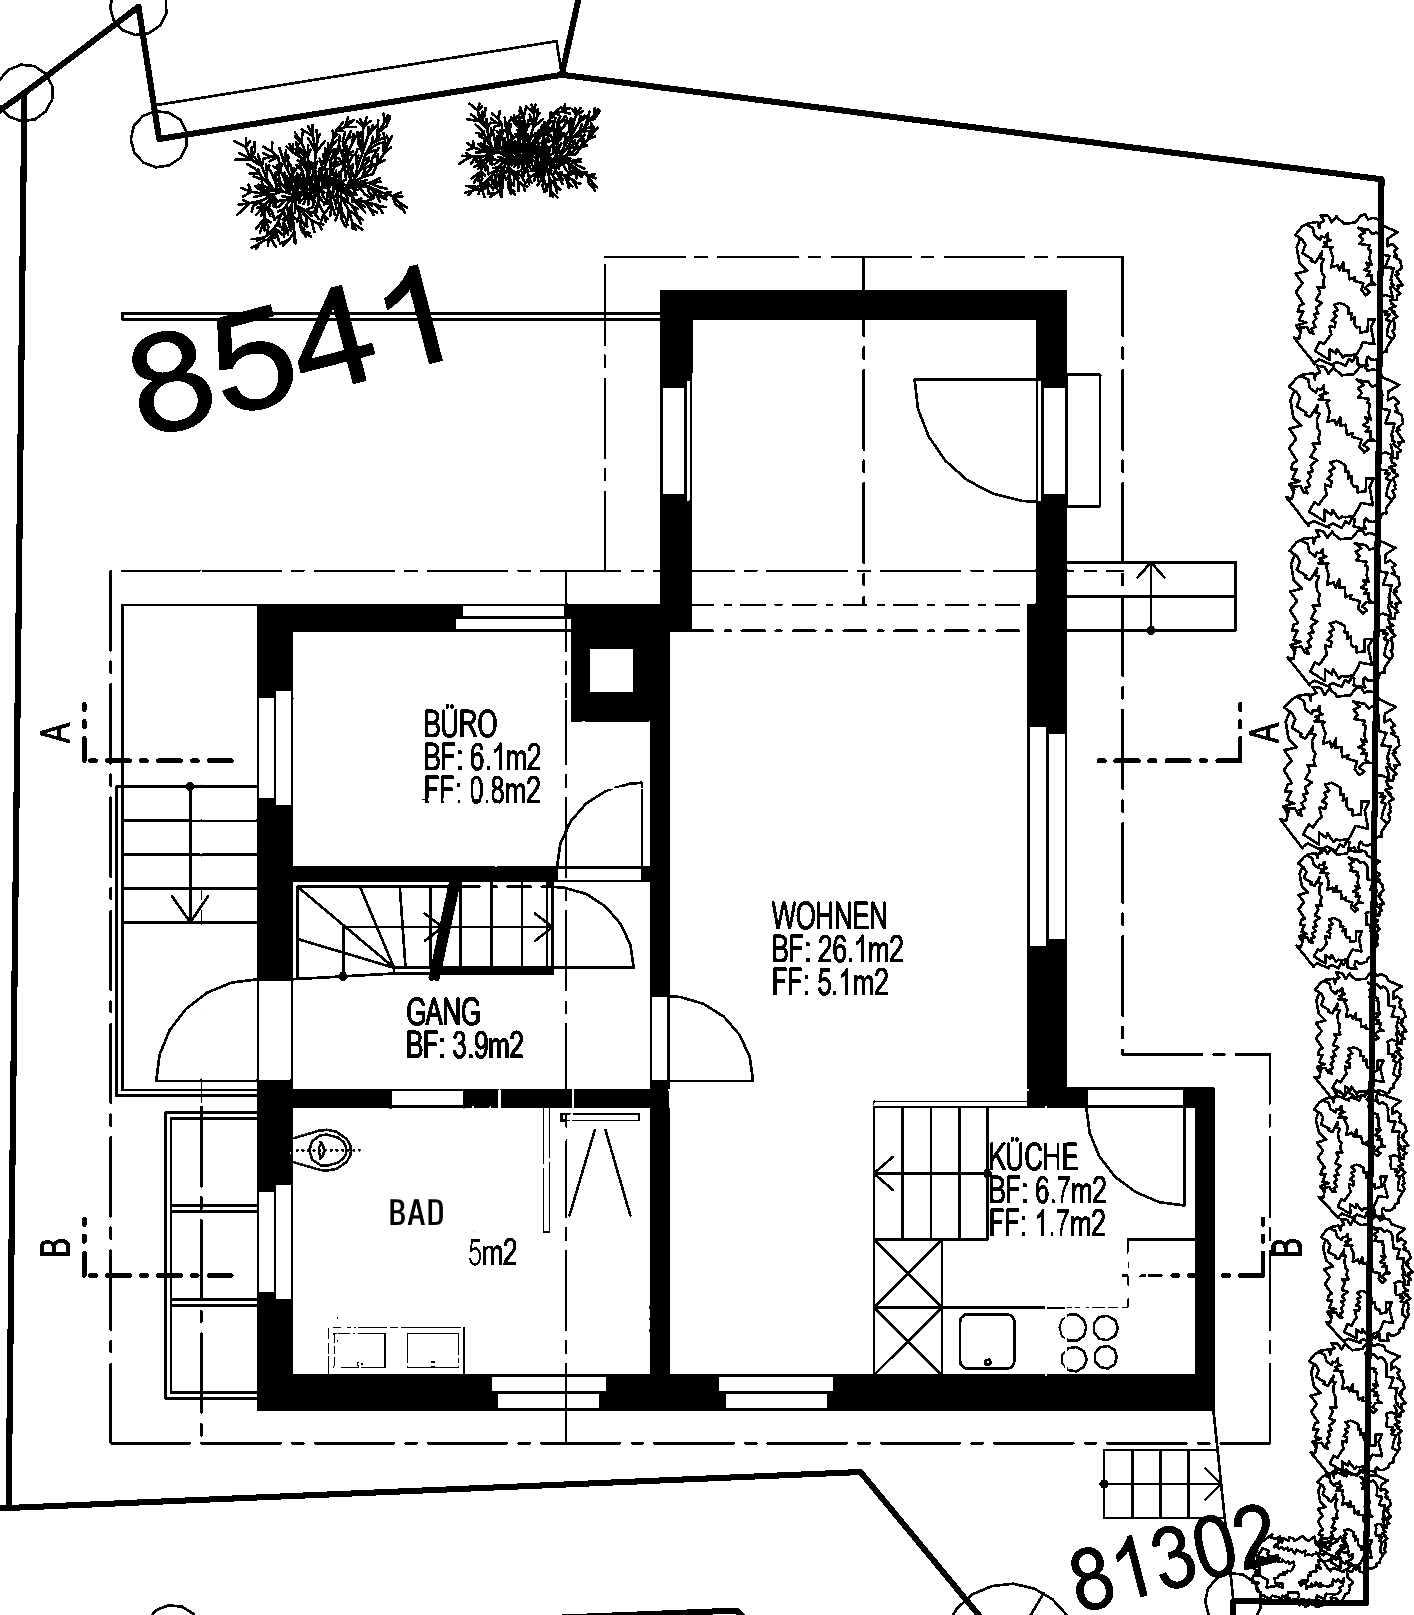 8541
A
A
BÜRO
BF: 6.1m2
FF: 0.8m2
WOHNEN
BF: 26.1m2
FF: 5.1m2
GANG
BF: 3.9m2
KÜCHE
BF: 6.7m2
FF: 1.7m2
BAD
5m2
B
B
81302